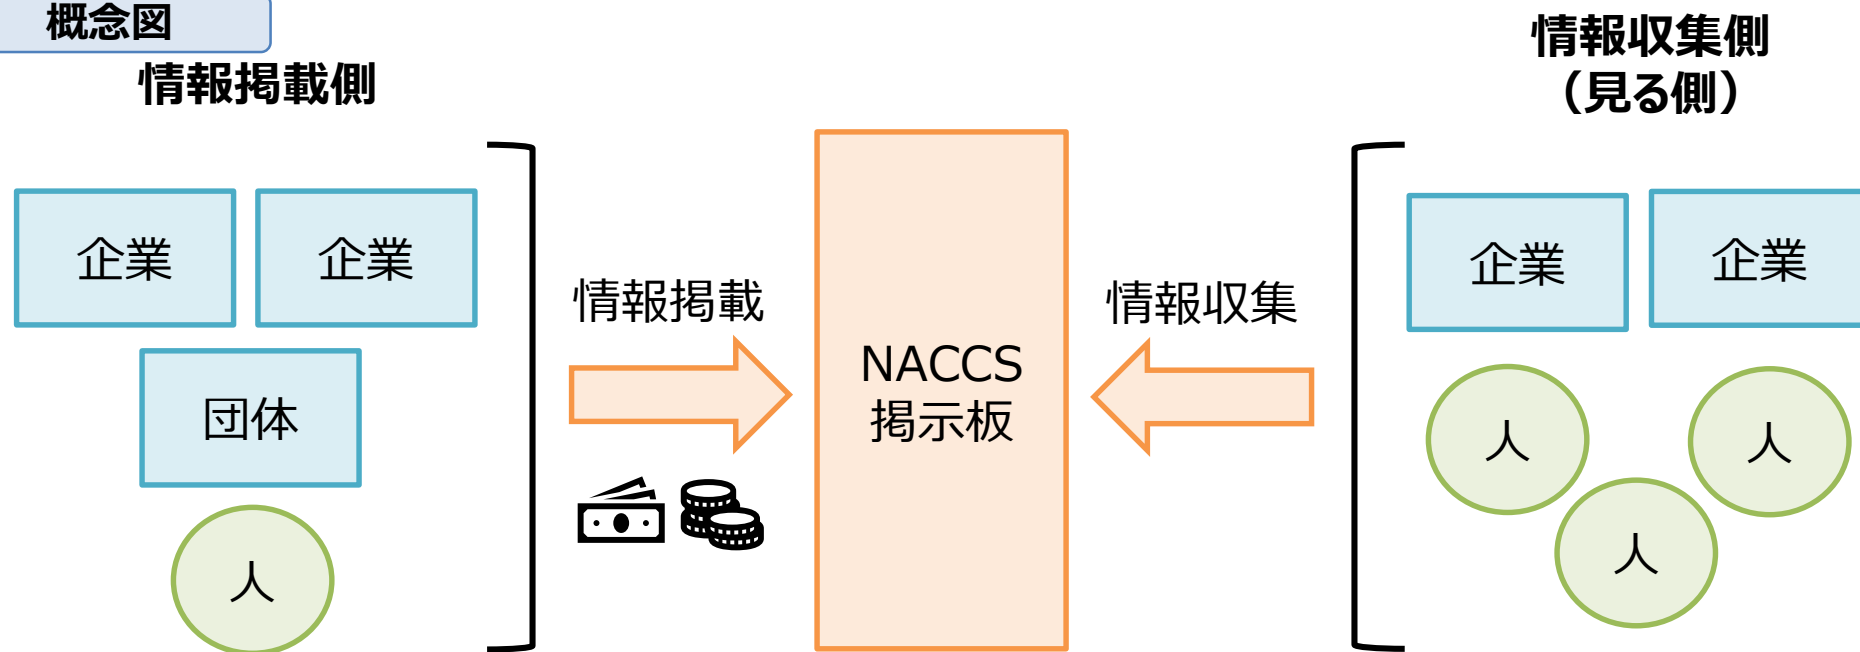 概念図
情報掲載側
企業
企業
団体
人
情報掲載
NACCS
掲示板
情報収集
情報収集側
（見る側）
企業
企業
人
人
人